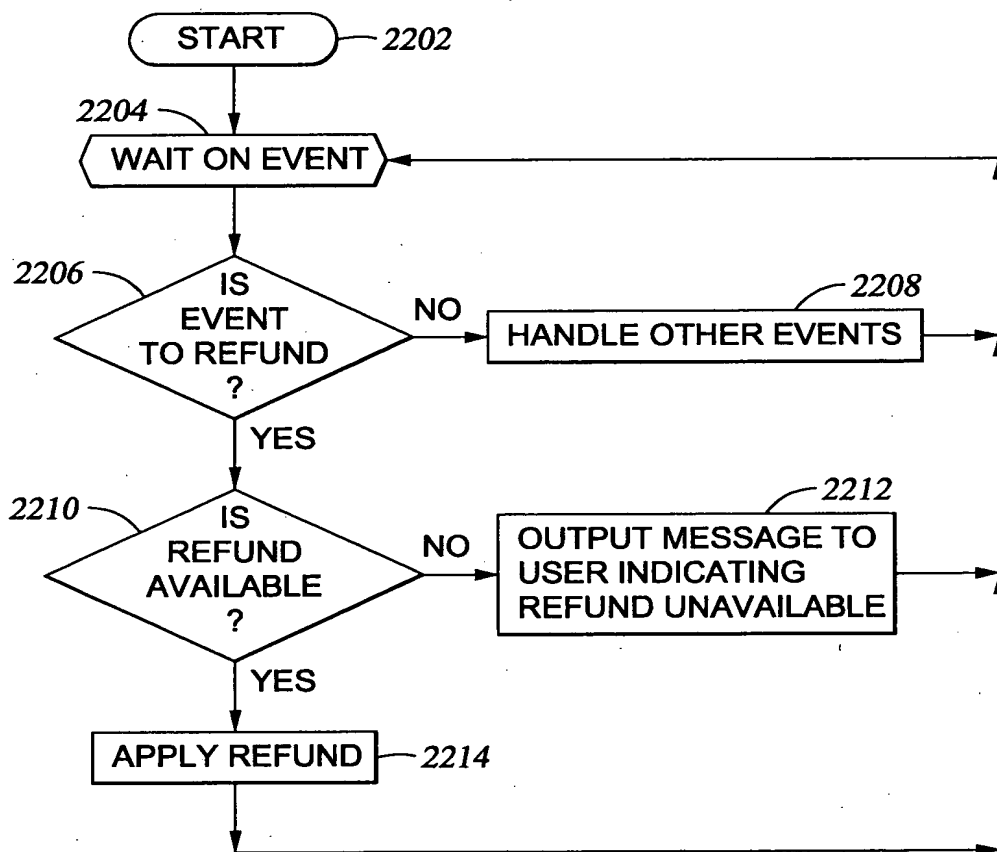 START
2202
2204
WAIT ON EVENT
2206
IS
EVENT
TO REFUND
?
NO
2208
HANDLE OTHER EVENTS
YES
2210
IS
REFUND
AVAILABLE
?
NO
2212
OUTPUT MESSAGE TO
USER INDICATING
REFUND UNAVAILABLE
YES
APPLY REFUND
2214